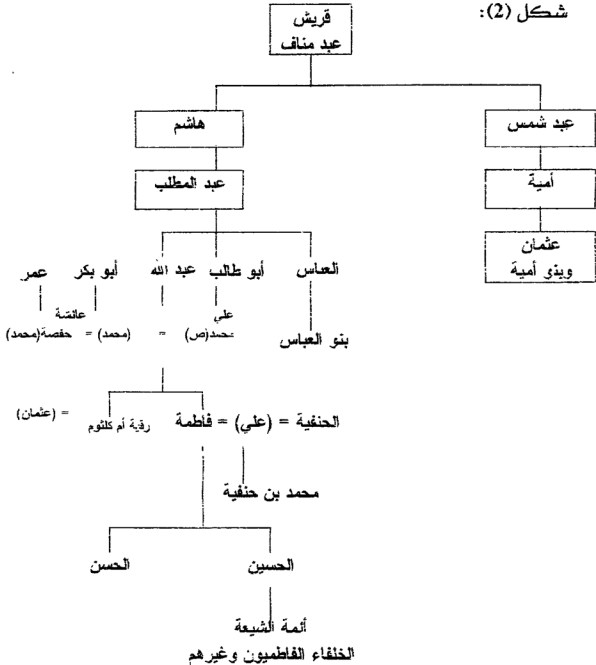 شكل (2):
قريش
عبد مناف
عبد شمس
هاشم
أمية
عبد المطلب
عثمان
وبنو أمية
العباس
أبو طالب
عبد الله
أبو بكر
عمر
علي
عائشة
محمد(ص) = (محمد) = حفصة(محمد)
بنو العباس
الحنفية = (علي) = فاطمة
رقية أم كلثوم
= (عثمان)
محمد بن حنفية
الحسين
الحسن
أئمة الشيعة
الخلفاء الفاطميون وغيرهم